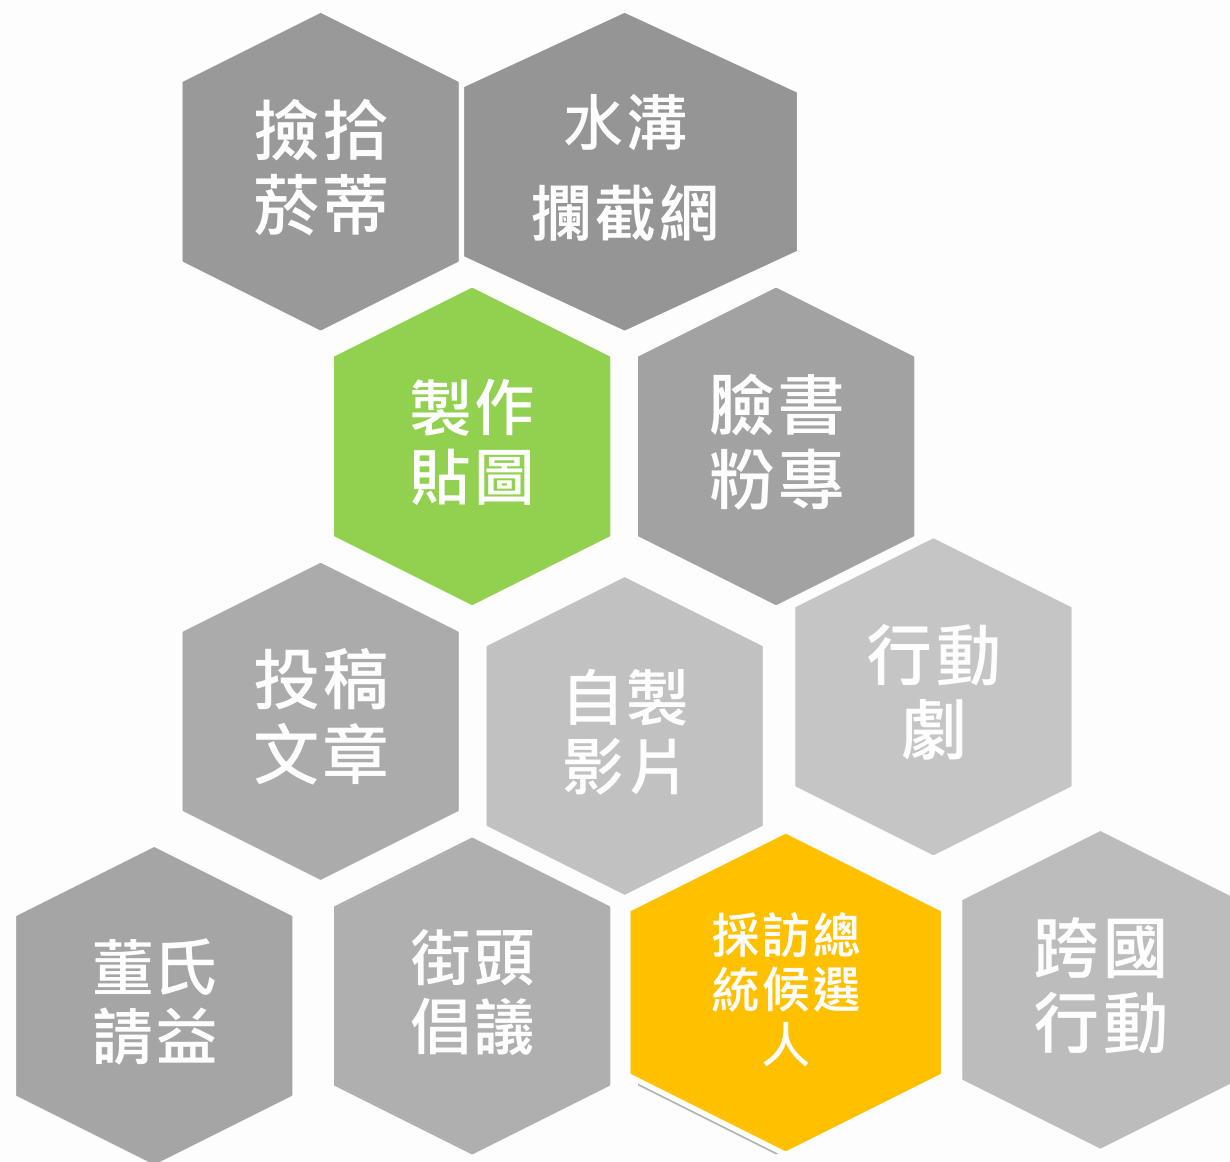 撿拾
菸蒂
水溝
攔截網
製作
貼圖
臉書
粉專
投稿
文章
自製
影片
行動
劇
董氏
請益
街頭
倡議
採訪總
統候選
人
跨國
行動